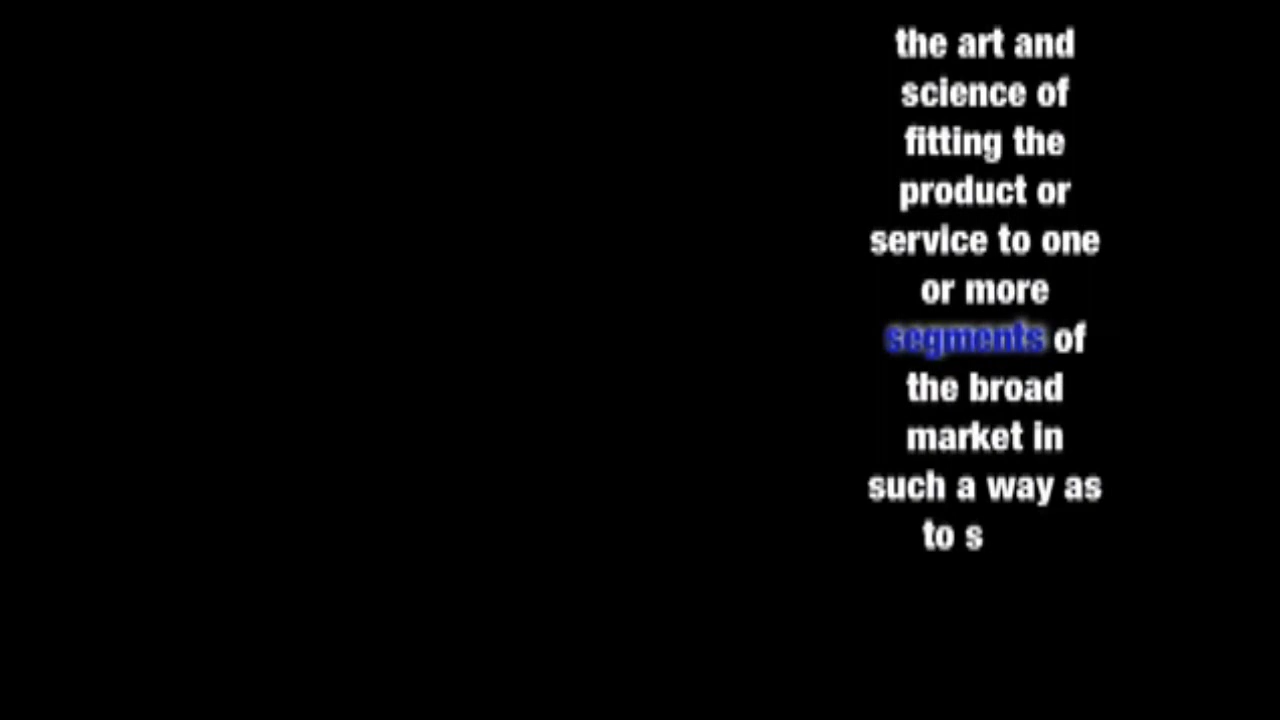 the art and
science of
fitting the
product or
service to one
or more
segments of
the broad
market in
such a way as
to s